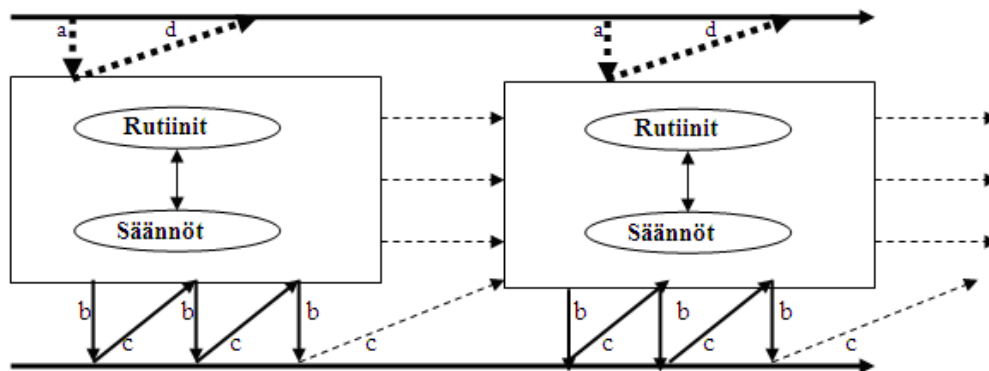 a d a d
Rutiinit Rutiinit
Säännöt Säännöt
b b b b b b
c c c c c c